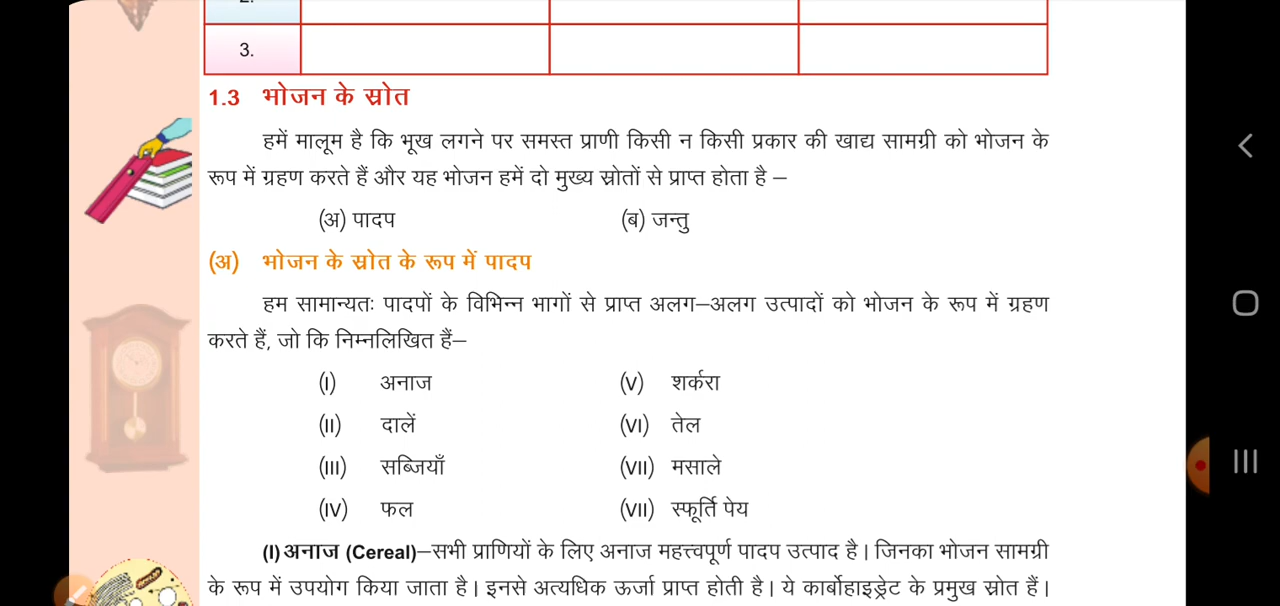 3.
1.3 भोजन के स्रोत
हमें मालूम है कि भूख लगने पर समस्त प्राणी किसी न किसी प्रकार की खाद्य सामग्री को भोजन के
रूप में ग्रहण करते हैं और यह भोजन हमें दो मुख्य स्रोतों से प्राप्त होता है –
(अ) पादप (ब) जन्तु
(अ) भोजन के स्रोत के रूप में पादप
हम सामान्यतः पादपों के विभिन्न भागों से प्राप्त अलग–अलग उत्पादों को भोजन के रूप में ग्रहण
करते हैं, जो कि निम्नलिखित हैं–
(I) अनाज (V) शर्करा
(II) दालें (VI) तेल
(III) सब्जियाँ (VII) मसाले
(IV) फल (VII) स्फूर्ति पेय
(I) अनाज (Cereal)–सभी प्राणियों के लिए अनाज महत्त्वपूर्ण पादप उत्पाद है। जिनका भोजन सामग्री
के रूप में उपयोग किया जाता है। इनसे अत्यधिक ऊर्जा प्राप्त होती है। ये कार्बोहाइड्रेट के प्रमुख स्रोत हैं।